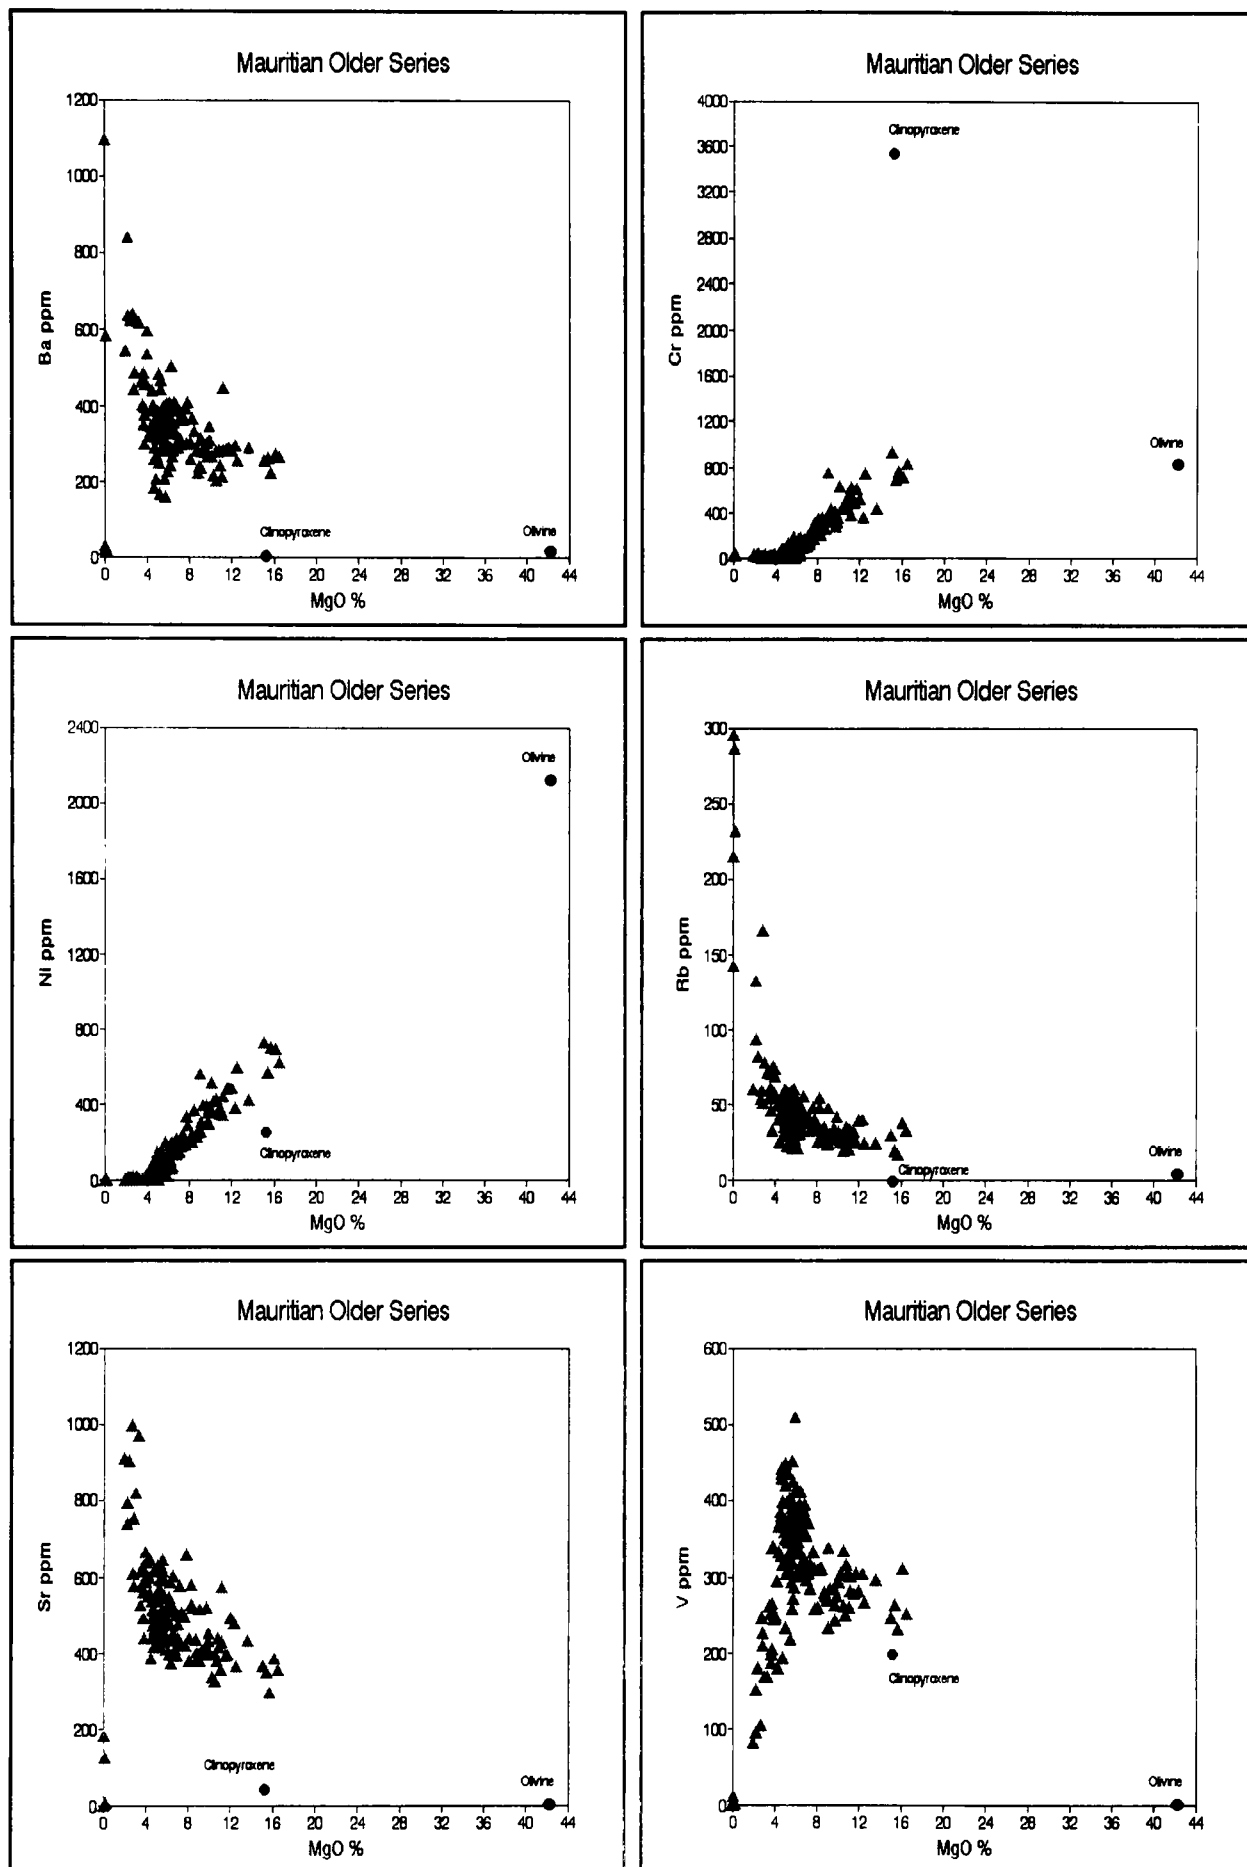 Mauritian Older Series
1200
1000
800
600
400
200
0
Ba ppm
Clinopyroxene
Olivine
0 4 8 12 16 20 24 28 32 36 40 44
MgO %
Mauritian Older Series
4000
3600
3200
2800
2400
2000
1600
1200
800
400
0
Cr ppm
Clinopyroxene
Olivine
0 4 8 12 16 20 24 28 32 36 40 44
MgO %
Mauritian Older Series
2400
2000
1600
1200
800
400
0
Ni ppm
Olivine
Clinopyroxene
0 4 8 12 16 20 24 28 32 36 40 44
MgO %
Mauritian Older Series
300
250
200
150
100
50
0
Rb ppm
Clinopyroxene
Olivine
0 4 8 12 16 20 24 28 32 36 40 44
MgO %
Mauritian Older Series
1200
1000
800
600
400
200
0
Sr ppm
Clinopyroxene
Olivine
0 4 8 12 16 20 24 28 32 36 40 44
MgO %
Mauritian Older Series
600
500
400
300
200
100
0
V ppm
Clinopyroxene
Olivine
0 4 8 12 16 20 24 28 32 36 40 44
MgO %